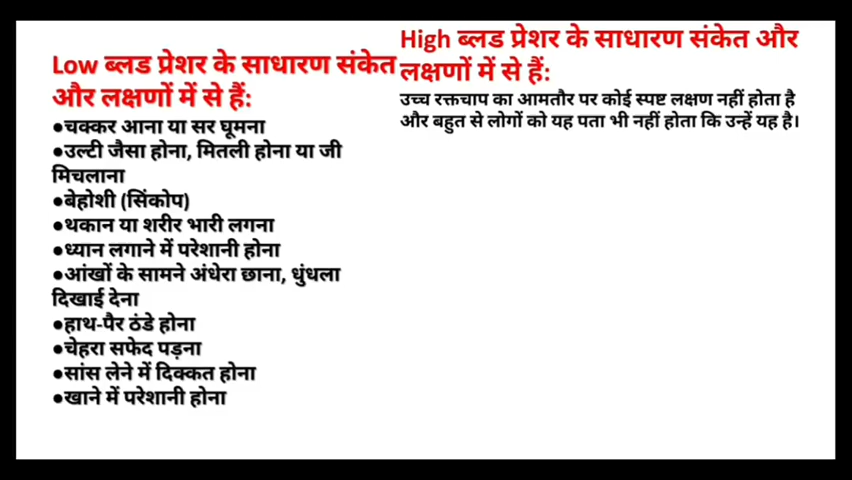 Low ब्लड प्रेशर के साधारण संकेत
और लक्षणों में से हैं:
●चक्कर आना या सर घूमना
●उल्टी जैसा होना, मितली होना या जी
मिचलाना
●बेहोशी (सिंकोप)
●थकान या शरीर भारी लगना
●ध्यान लगाने में परेशानी होना
●आंखों के सामने अंधेरा छाना, धुंधला
दिखाई देना
●हाथ-पैर ठंडे होना
●चेहरा सफेद पड़ना
●सांस लेने में दिक्कत होना
●खाने में परेशानी होना
High ब्लड प्रेशर के साधारण संकेत और
लक्षणों में से हैं:
उच्च रक्तचाप का आमतौर पर कोई स्पष्ट लक्षण नहीं होता है
और बहुत से लोगों को यह पता भी नहीं होता कि उन्हें यह है।